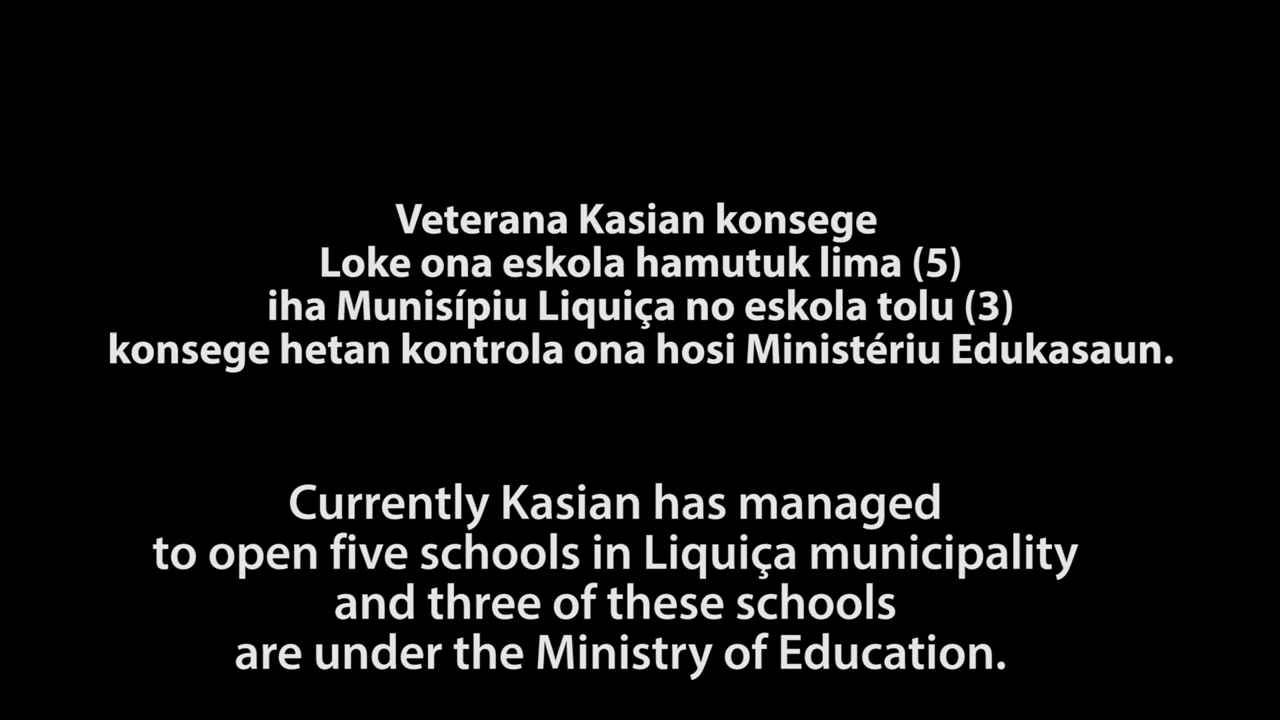 Veterana Kasian konsege
Loke ona eskola hamutuk lima (5)
iha Munisípiu Liquiça no eskola tolu (3)
konsege hetan kontrola ona hosi Ministériu Edukasaun.
Currently Kasian has managed
to open five schools in Liquiça municipality
and three of these schools
are under the Ministry of Education.